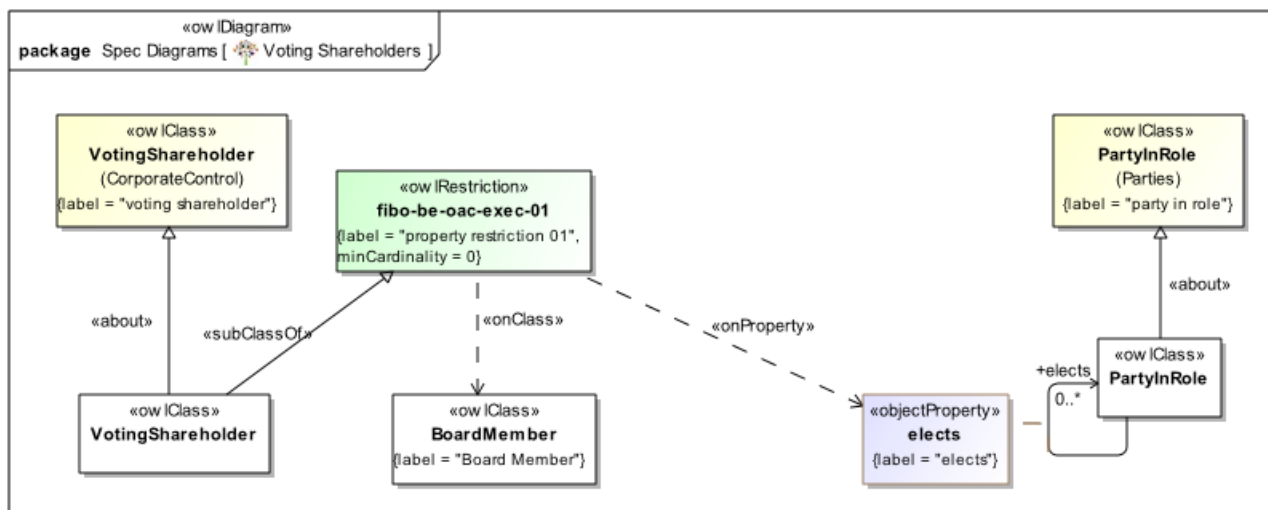 «owlDiagram»
package Spec Diagrams [ Voting Shareholders ]
«owlClass»
VotingShareholder
(CorporateControl)
{label = "voting shareholder"}
«owlRestriction»
fibo-be-oac-exec-01
{label = "property restriction 01",
minCardinality = 0}
«owlClass»
PartyInRole
(Parties)
{label = "party in role"}
«about»
«subClassOf»
«onClass»
«onProperty»
«about»
«owlClass»
VotingShareholder
«owlClass»
BoardMember
{label = "Board Member"}
«objectProperty»
elects
{label = "elects"}
+elects
0..*
«owlClass»
PartyInRole